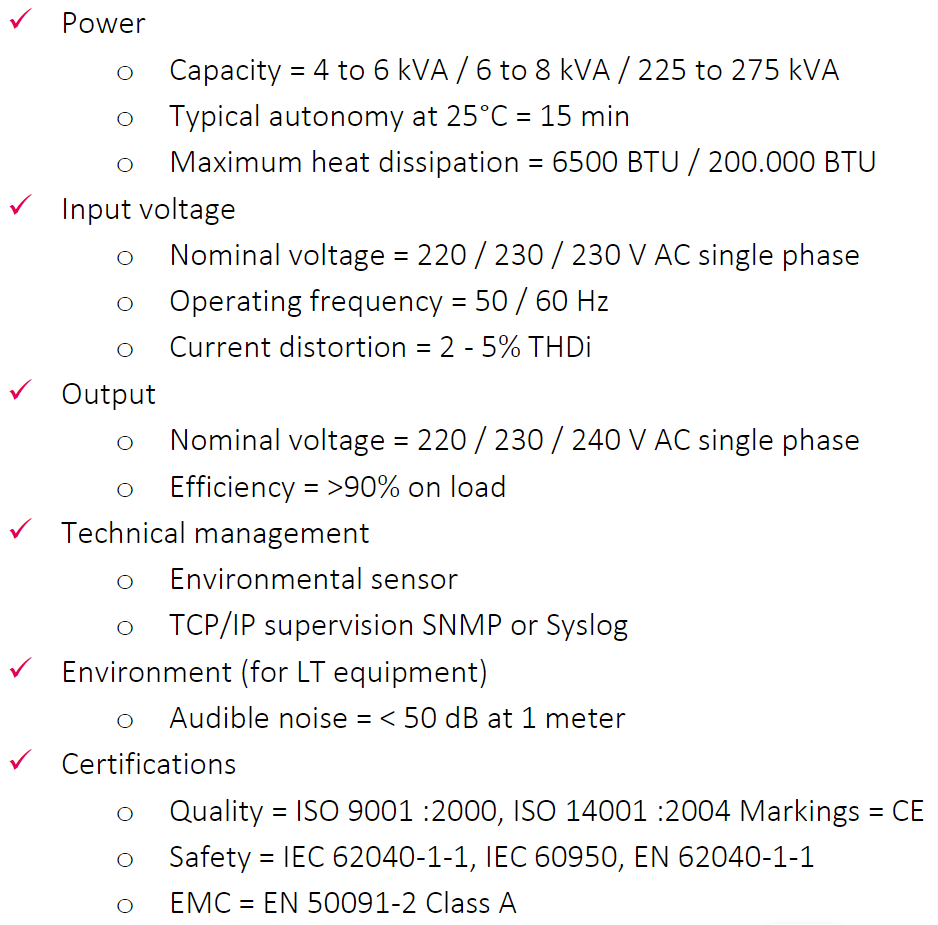 ✓ Power
o Capacity = 4 to 6 kVA / 6 to 8 kVA / 225 to 275 kVA
o Typical autonomy at 25°C = 15 min
o Maximum heat dissipation = 6500 BTU / 200.000 BTU
✓ Input voltage
o Nominal voltage = 220 / 230 / 230 V AC single phase
o Operating frequency = 50 / 60 Hz
o Current distortion = 2 - 5% THDi
✓ Output
o Nominal voltage = 220 / 230 / 240 V AC single phase
o Efficiency = >90% on load
✓ Technical management
o Environmental sensor
o TCP/IP supervision SNMP or Syslog
✓ Environment (for LT equipment)
o Audible noise = < 50 dB at 1 meter
✓ Certifications
o Quality = ISO 9001 :2000, ISO 14001 :2004 Markings = CE
o Safety = IEC 62040-1-1, IEC 60950, EN 62040-1-1
o EMC = EN 50091-2 Class A